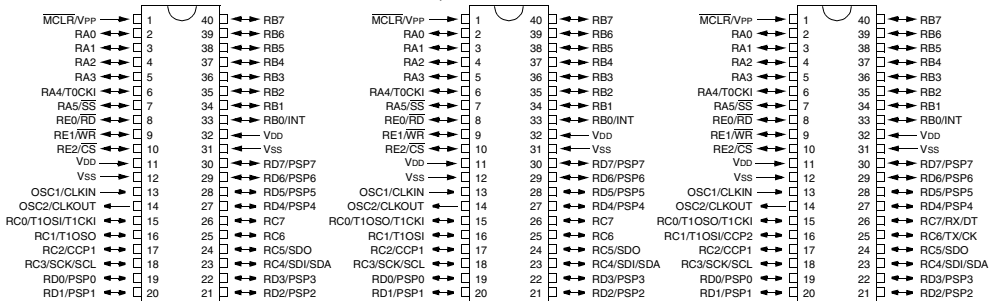 MCLR/VPP 1 40 RB7
RA0 2 39 RB6
RA1 3 38 RB5
RA2 4 37 RB4
RA3 5 36 RB3
RA4/T0CKI 6 35 RB2
RA5/SS 7 34 RB1
RE0/RD 8 33 RB0/INT
RE1/WR 9 32 VDD
RE2/CS 10 31 VSS
VDD 11 30 RD7/PSP7
VSS 12 29 RD6/PSP6
OSC1/CLKIN 13 28 RD5/PSP5
OSC2/CLKOUT 14 27 RD4/PSP4
RC0/T1OSI/T1CKI 15 26 RC7
RC1/T1OSO 16 25 RC6
RC2/CCP1 17 24 RC5/SDO
RC3/SCK/SCL 18 23 RC4/SDI/SDA
RD0/PSP0 19 22 RD3/PSP3
RD1/PSP1 20 21 RD2/PSP2
MCLR/VPP 1 40 RB7
RA0 2 39 RB6
RA1 3 38 RB5
RA2 4 37 RB4
RA3 5 36 RB3
RA4/T0CKI 6 35 RB2
RA5/SS 7 34 RB1
RE0/RD 8 33 RB0/INT
RE1/WR 9 32 VDD
RE2/CS 10 31 VSS
VDD 11 30 RD7/PSP7
VSS 12 29 RD6/PSP6
OSC1/CLKIN 13 28 RD5/PSP5
OSC2/CLKOUT 14 27 RD4/PSP4
RC0/T1OSO/T1CKI 15 26 RC7
RC1/T1OSI 16 25 RC6
RC2/CCP1 17 24 RC5/SDO
RC3/SCK/SCL 18 23 RC4/SDI/SDA
RD0/PSP0 19 22 RD3/PSP3
RD1/PSP1 20 21 RD2/PSP2
MCLR/VPP 1 40 RB7
RA0 2 39 RB6
RA1 3 38 RB5
RA2 4 37 RB4
RA3 5 36 RB3
RA4/T0CKI 6 35 RB2
RA5/SS 7 34 RB1
RE0/RD 8 33 RB0/INT
RE1/WR 9 32 VDD
RE2/CS 10 31 VSS
VDD 11 30 RD7/PSP7
VSS 12 29 RD6/PSP6
OSC1/CLKIN 13 28 RD5/PSP5
OSC2/CLKOUT 14 27 RD4/PSP4
RC0/T1OSO/T1CKI 15 26 RC7/RX/DT
RC1/T1OSI/CCP2 16 25 RC6/TX/CK
RC2/CCP1 17 24 RC5/SDO
RC3/SCK/SCL 18 23 RC4/SDI/SDA
RD0/PSP0 19 22 RD3/PSP3
RD1/PSP1 20 21 RD2/PSP2